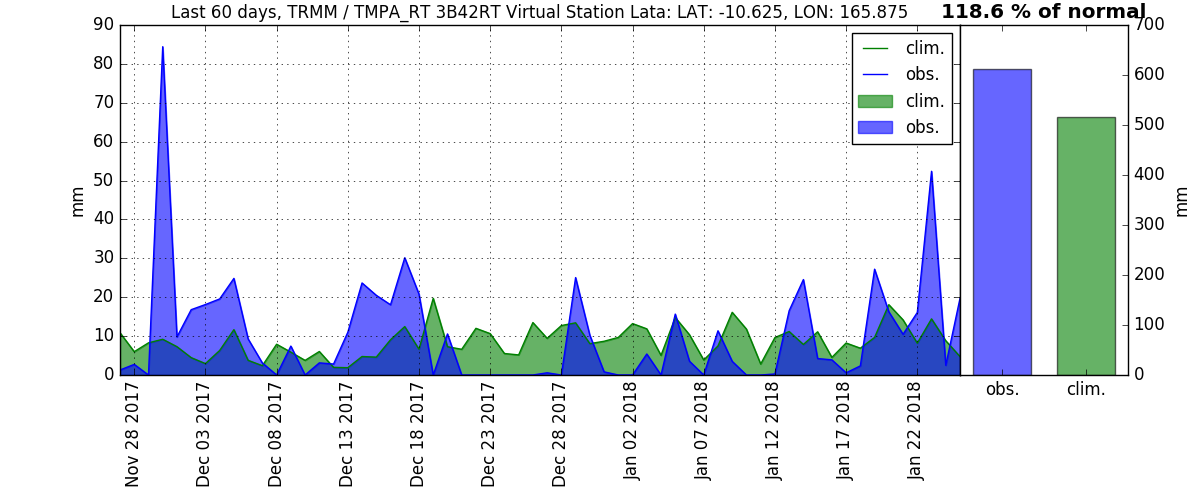 Last 60 days, TRMM / TMPA_RT 3B42RT Virtual Station Lata: LAT: -10.625, LON: 165.875
118.6 % of normal
90
80
70
60
50
40
30
20
10
0
mm
clim.
obs.
clim.
obs.
Nov 28 2017
Dec 03 2017
Dec 08 2017
Dec 13 2017
Dec 18 2017
Dec 23 2017
Dec 28 2017
Jan 02 2018
Jan 07 2018
Jan 12 2018
Jan 17 2018
Jan 22 2018
700
600
500
400
300
200
100
0
mm
obs.
clim.